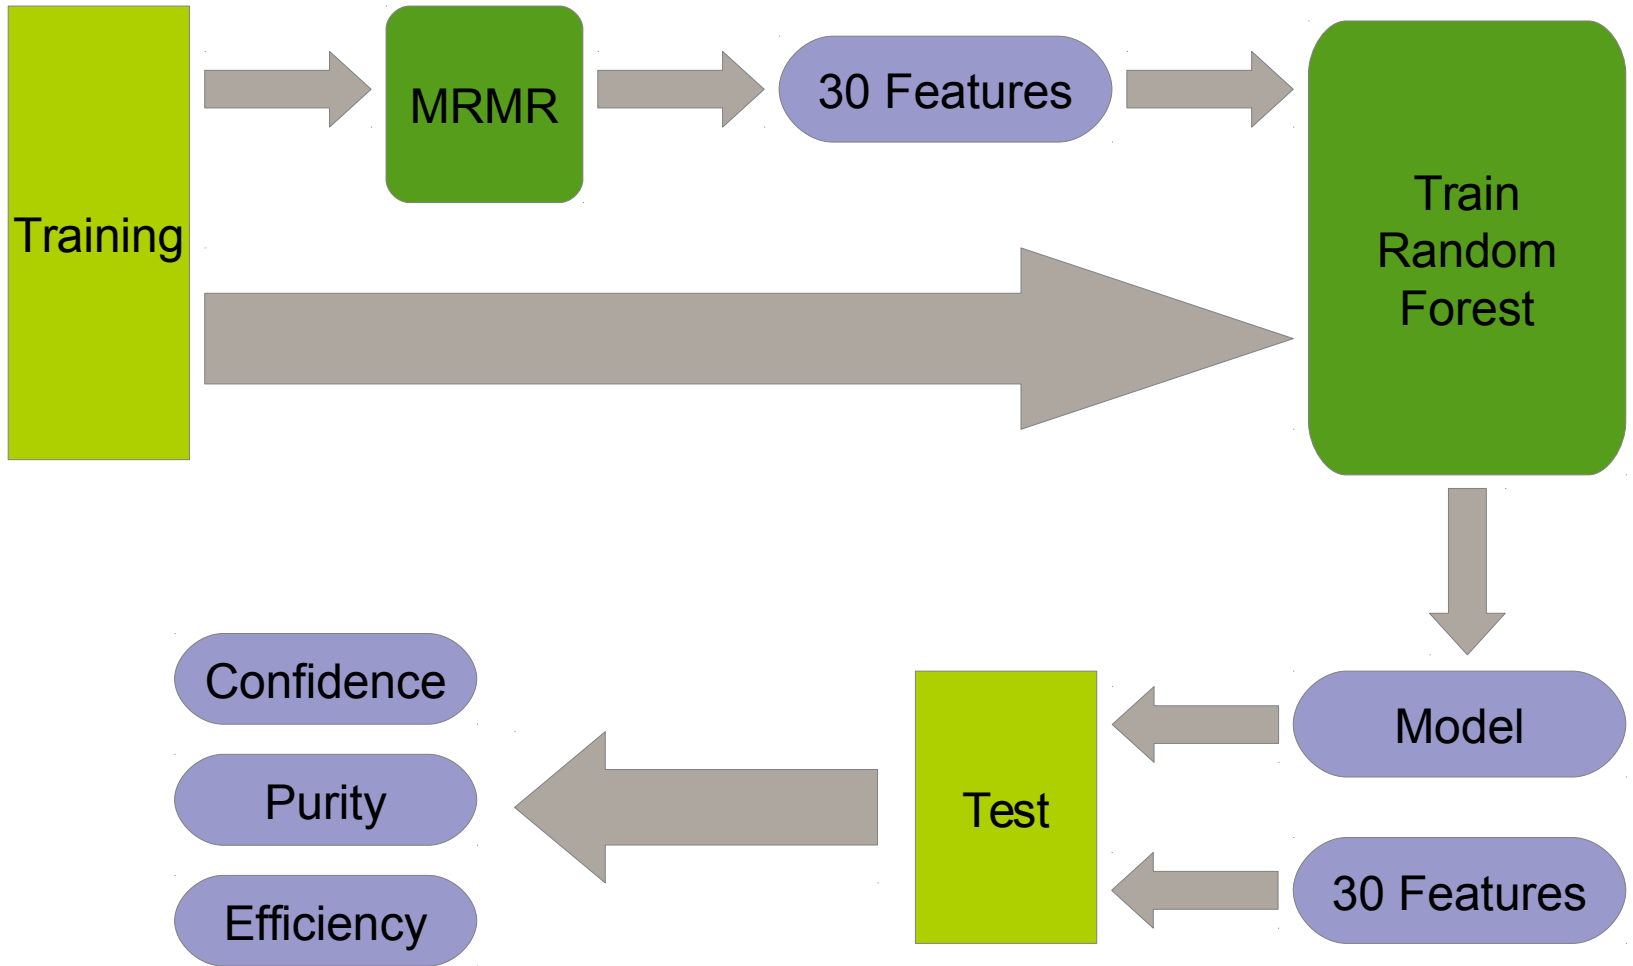 Training
MRMR
30 Features
Train
Random
Forest
Confidence
Purity
Efficiency
Test
Model
30 Features